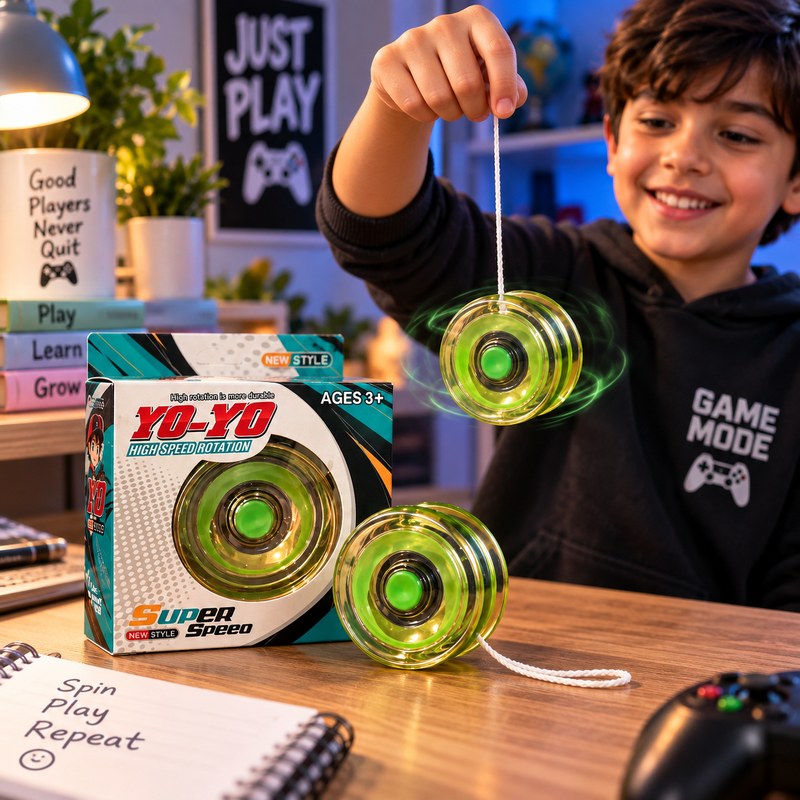 JUST
PLAY
Good
Players
Never
Quit
Play
Learn
Grow
NEW STYLE
High rotation is more durable
AGES 3+
YO-YO
HIGH SPEED ROTATION
YO
SUPER
SPEED
NEW STYLE
GAME
MODE
Spin
Play
Repeat